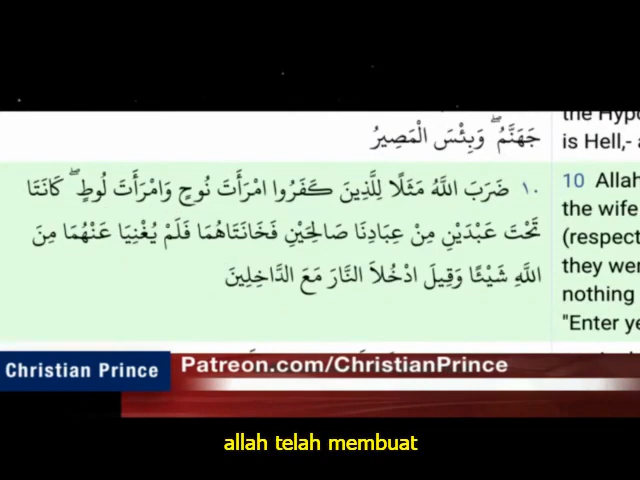 جَهَنَّمُ ۖ وَبِئْسَ الْمَصِيرُ
١٠ ضَرَبَ اللَّهُ مَثَلًا لِلَّذِينَ كَفَرُوا امْرَأَتَ نُوحٍ وَامْرَأَتَ لُوطٍ ۖ كَانَتَا
تَحْتَ عَبْدَيْنِ مِنْ عِبَادِنَا صَالِحَيْنِ فَخَانَتَاهُمَا فَلَمْ يُغْنِيَا عَنْهُمَا مِنَ
اللَّهِ شَيْئًا وَقِيلَ ادْخُلَا النَّارَ مَعَ الدَّاخِلِينَ
the Hypo
is Hell,- a
10 Allah
the wife
(respect
they wer
nothing
"Enter ye
Christian Prince
Patreon.com/ChristianPrince
allah telah membuat